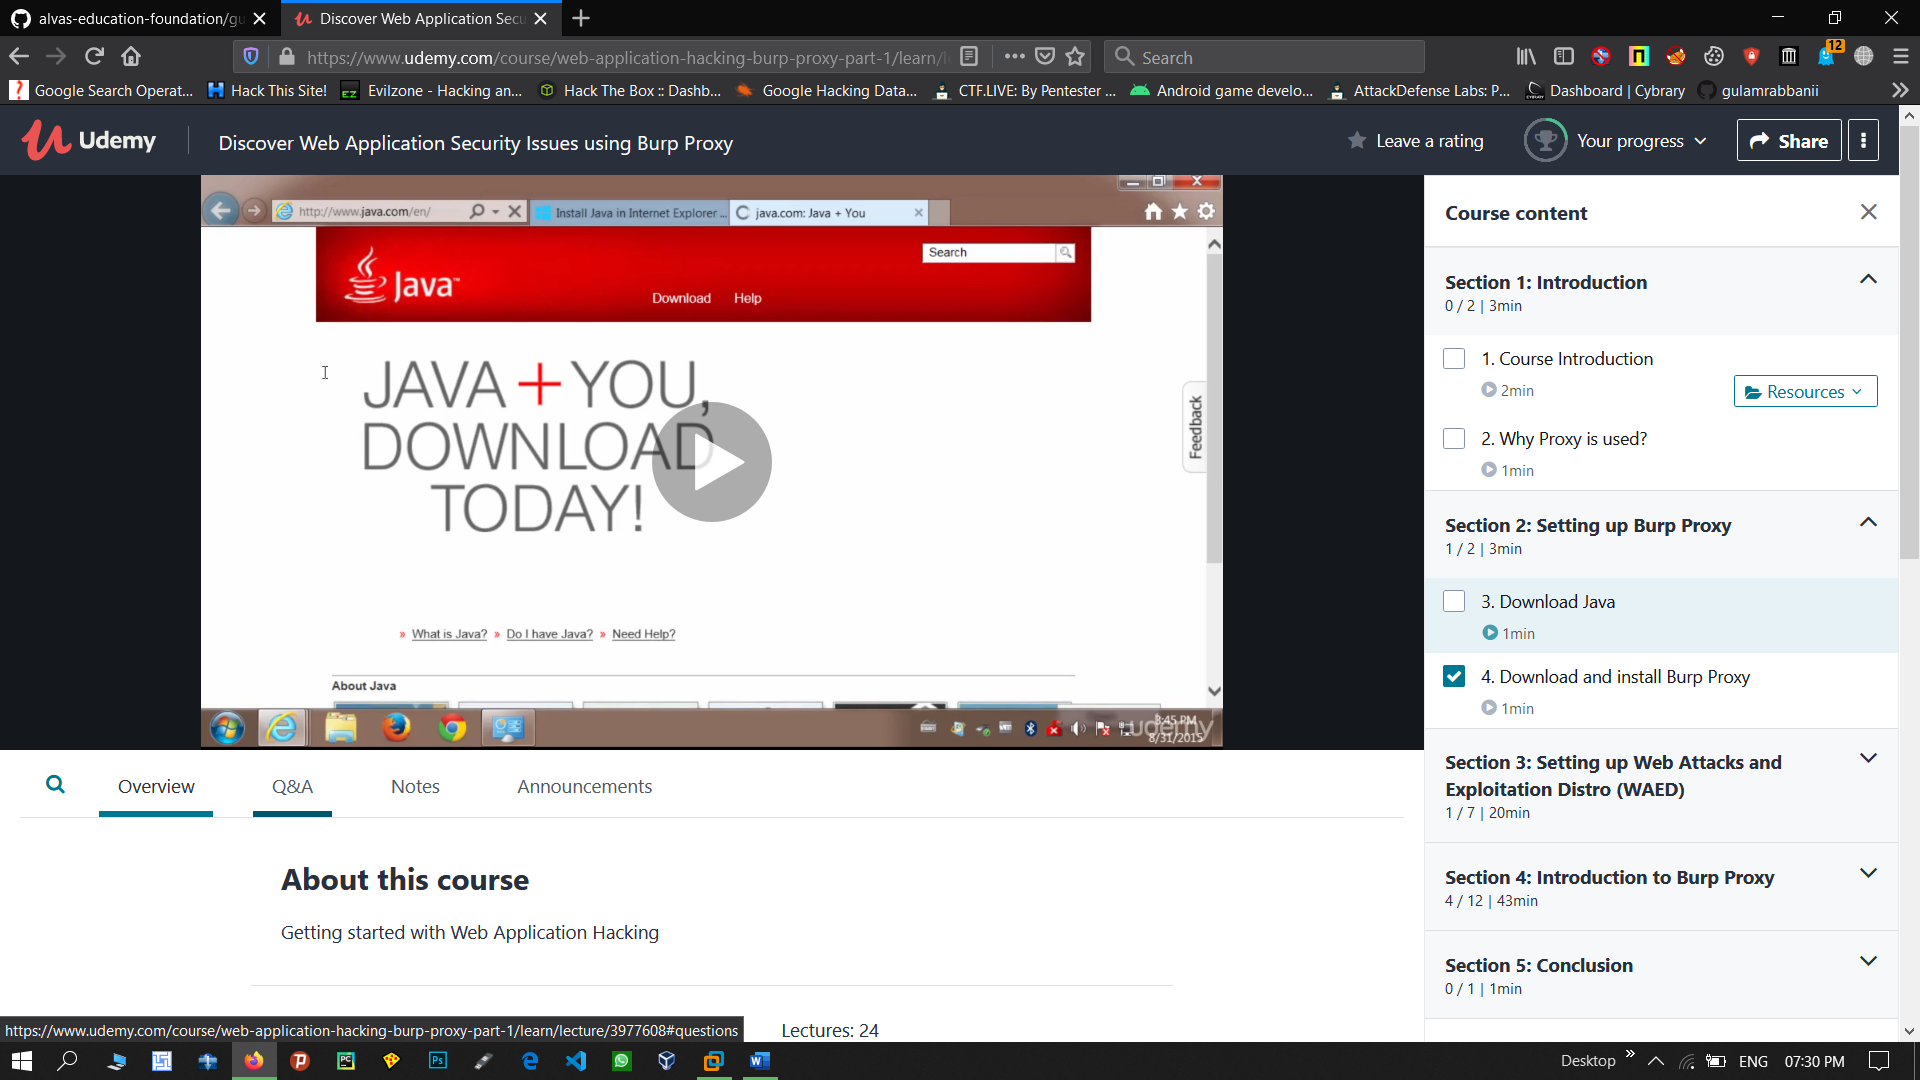 alvas-education-foundation/gu
Discover Web Application Secu
https://www.udemy.com/course/web-application-hacking-burp-proxy-part-1/learn/l
Search
Google Search Operat...
Hack This Site!
EZ
Evilzone - Hacking an...
Hack The Box :: Dashb...
Google Hacking Data...
CTF.LIVE: By Pentester ...
Android game develo...
AttackDefense Labs: P...
Dashboard | Cybrary
gulamrabbanii
12
Udemy
Discover Web Application Security Issues using Burp Proxy
Leave a rating
Your progress
Share
http://www.java.com/en/
Install Java in Internet Explorer ...
java.com: Java + You
Java
Search
Download
Help
JAVA + YOU,
DOWNLOAD
TODAY!
Feedback
» What is Java? » Do I have Java? » Need Help?
About Java
3:45 PM
8/31/2015
udemy
Course content
Section 1: Introduction
0 / 2 | 3min
1. Course Introduction
2min
Resources
2. Why Proxy is used?
1min
Section 2: Setting up Burp Proxy
1 / 2 | 3min
3. Download Java
1min
4. Download and install Burp Proxy
1min
Section 3: Setting up Web Attacks and
Exploitation Distro (WAED)
1 / 7 | 20min
Section 4: Introduction to Burp Proxy
4 / 12 | 43min
Section 5: Conclusion
0 / 1 | 1min
Overview
Q&A
Notes
Announcements
About this course
Getting started with Web Application Hacking
Lectures: 24
https://www.udemy.com/course/web-application-hacking-burp-proxy-part-1/learn/lecture/3977608#questions
Desktop
ENG
07:30 PM